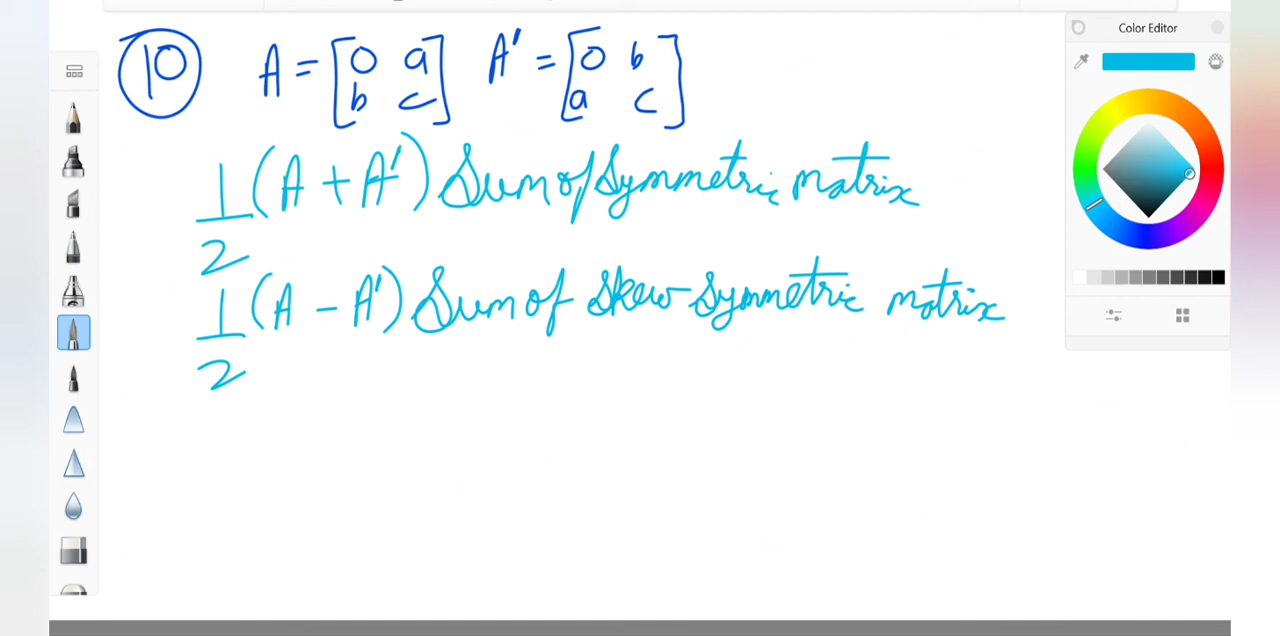 Color Editor
10 A = [0 a b c] A' = [0 b a c]
1/2 (A + A') Sum of Symmetric matrix
1/2 (A - A') Sum of Skew-Symmetric matrix